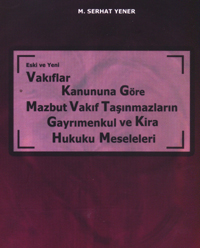 M. SERHAT YENER
Eski ve Yeni
Vakıflar
Kanununa Göre
Mazbut Vakıf Taşınmazların
Gayrımenkul ve Kira
Hukuku Meseleleri